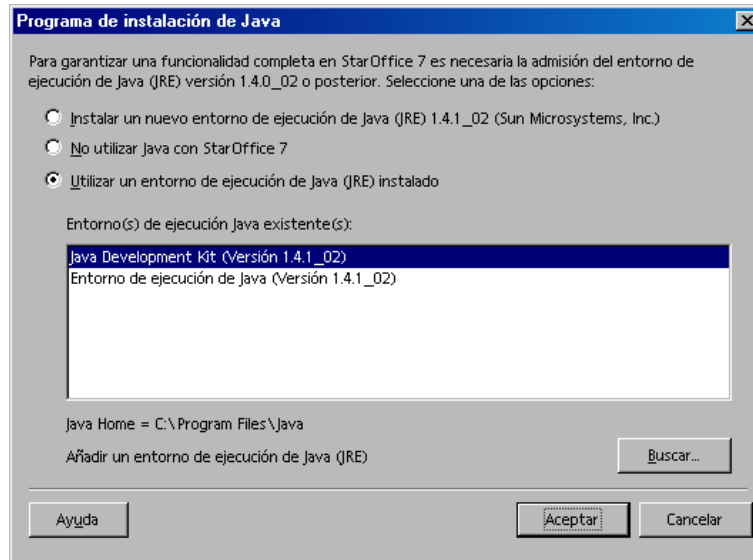 Programa de instalación de Java
Para garantizar una funcionalidad completa en StarOffice 7 es necesaria la admisión del entorno de
ejecución de Java (JRE) versión 1.4.0_02 o posterior. Seleccione una de las opciones:
Instalar un nuevo entorno de ejecución de Java (JRE) 1.4.1_02 (Sun Microsystems, Inc.)
No utilizar Java con StarOffice 7
Utilizar un entorno de ejecución de Java (JRE) instalado
Entorno(s) de ejecución Java existente(s):
Java Development Kit (Versión 1.4.1_02)
Entorno de ejecución de Java (Versión 1.4.1_02)
Java Home = C:\Program Files\Java
Añadir un entorno de ejecución de Java (JRE)
Buscar...
Ayuda
Aceptar
Cancelar